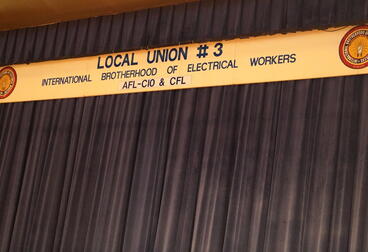 LOCAL UNION #3
INTERNATIONAL BROTHERHOOD OF ELECTRICAL WORKERS
AFL-CIO & CFL